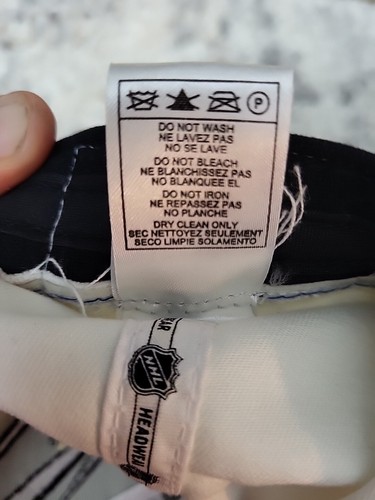 P
DO NOT WASH
NE LAVEZ PAS
NO SE LAVE
DO NOT BLEACH
NE BLANCHISSEZ PAS
NO BLANQUEE EL
DO NOT IRON
NE REPASSEZ PAS
NO PLANCHE
DRY CLEAN ONLY
SEC NETTOYEZ SEULEMENT
SECO LIMPIE SOLAMENTO
NHL
HEADWEAR